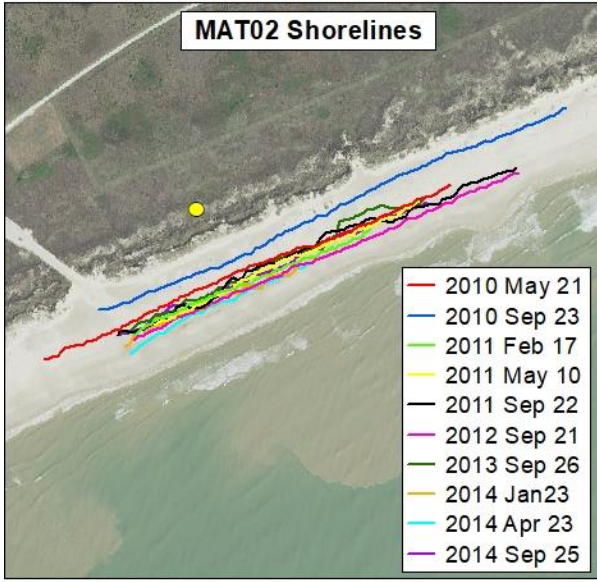 MAT02 Shorelines
2010 May 21
2010 Sep 23
2011 Feb 17
2011 May 10
2011 Sep 22
2012 Sep 21
2013 Sep 26
2014 Jan23
2014 Apr 23
2014 Sep 25